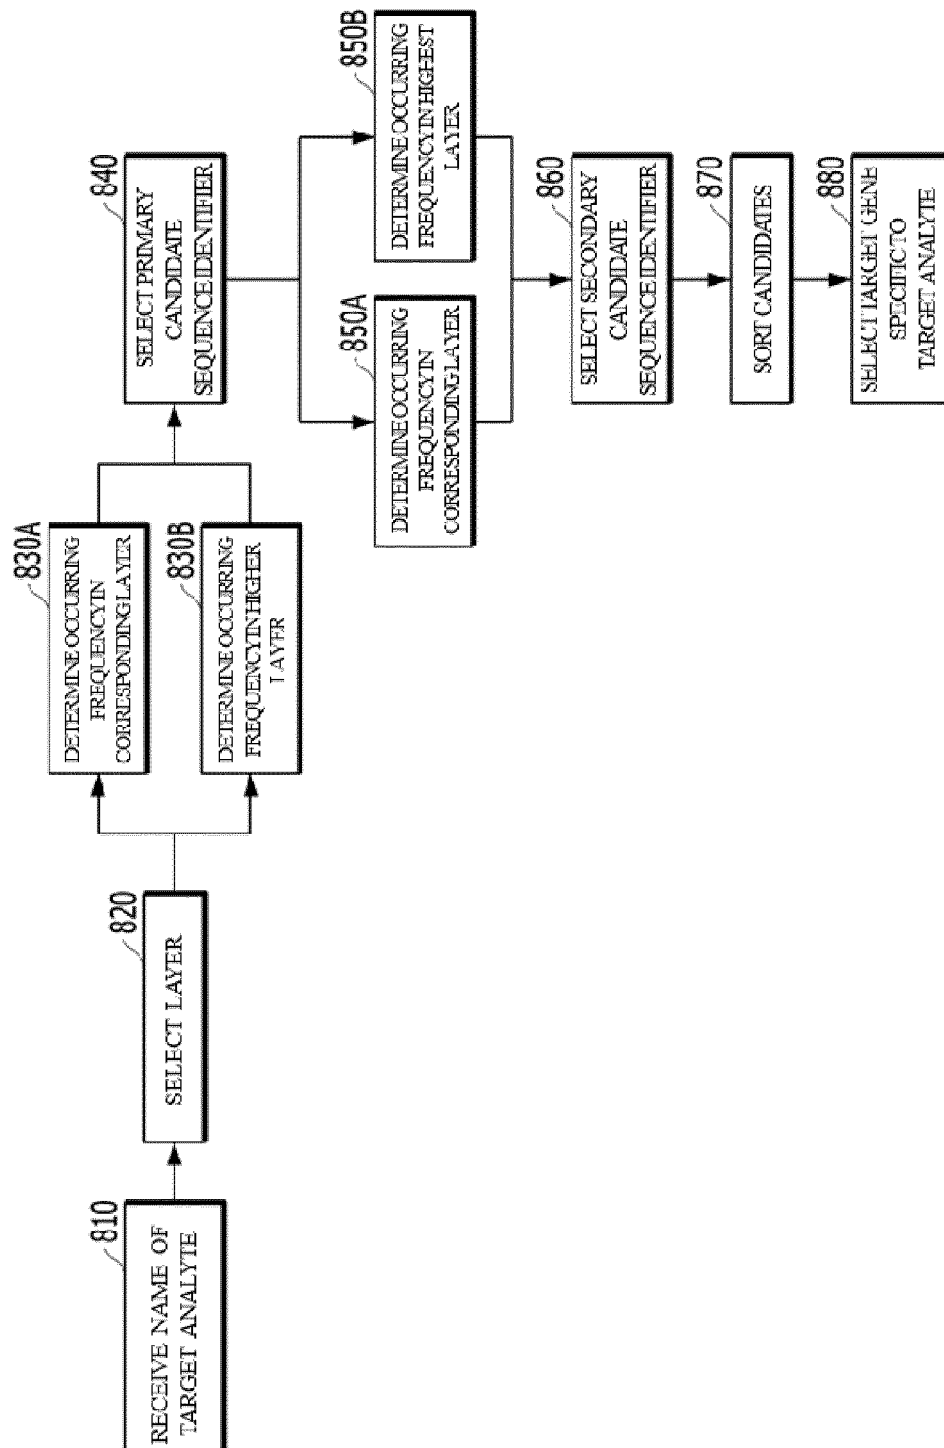 810
RECEIVE NAME OF
TARGET ANALYTE
820
SELECT LAYER
830A
DETERMINE OCCURRING
FREQUENCY IN
CORRESPONDING LAYER
830B
DETERMINE OCCURRING
FREQUENCY IN HIGHER
LAYER
840
SELECT PRIMARY
CANDIDATE
SEQUENCE IDENTIFIER
850A
DETERMINE OCCURRING
FREQUENCY IN
CORRESPONDING LAYER
850B
DETERMINE OCCURRING
FREQUENCY IN HIGHEST
LAYER
860
SELECT SECONDARY
CANDIDATE
SEQUENCE IDENTIFIER
870
SORT CANDIDATES
880
SELECT TARGET GENE
SPECIFIC TO
TARGET ANALYTE